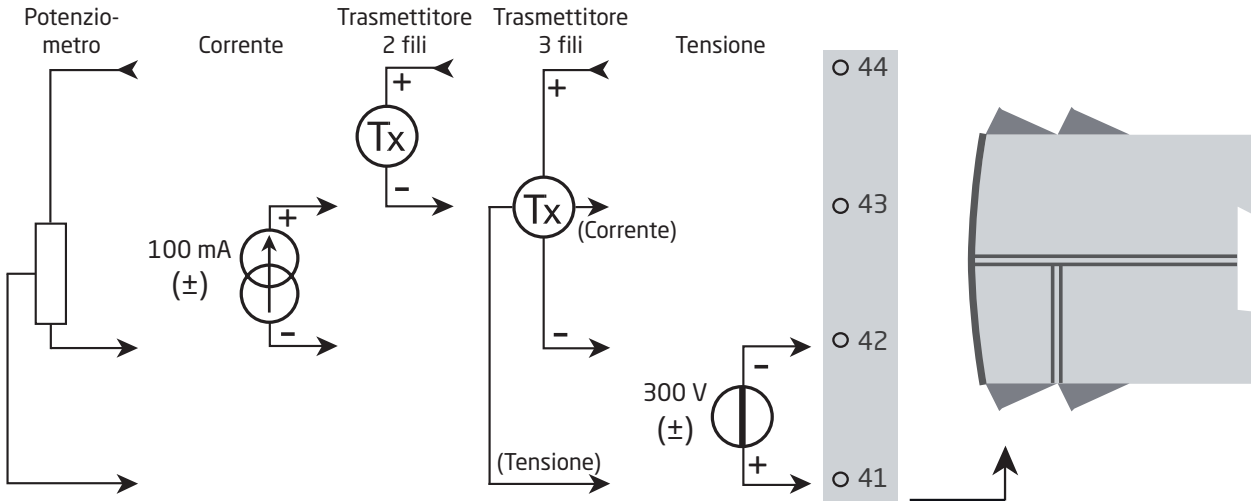 Potenzio-
metro
Corrente
Trasmettitore
2 fili
Trasmettitore
3 fili
Tensione
44
+
+
Tx
-
43
Tx
(Corrente)
+
100 mA
(±)
-
-
42
-
300 V
(±)
+
(Tensione)
41